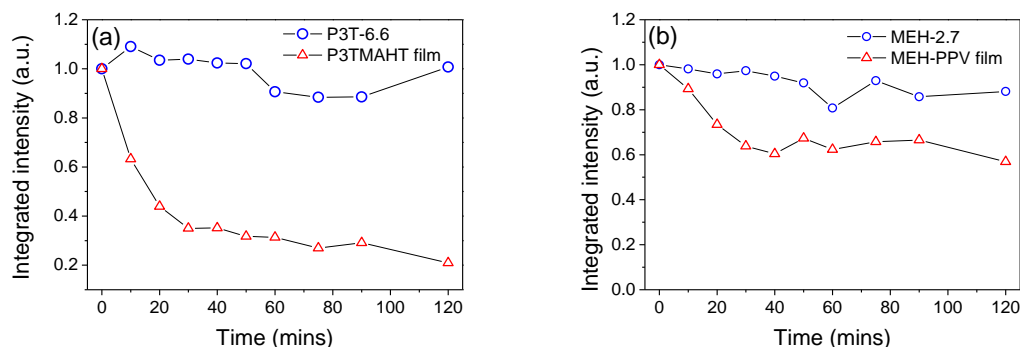 (a)
P3T-6.6
P3TMAHT film
Integrated intensity (a.u.)
1.2
1.0
0.8
0.6
0.4
0.2
0 20 40 60 80 100 120
Time (mins)
(b)
MEH-2.7
MEH-PPV film
Integrated intensity (a.u.)
1.2
1.0
0.8
0.6
0.4
0.2
0.0
0 20 40 60 80 100 120
Time (mins)